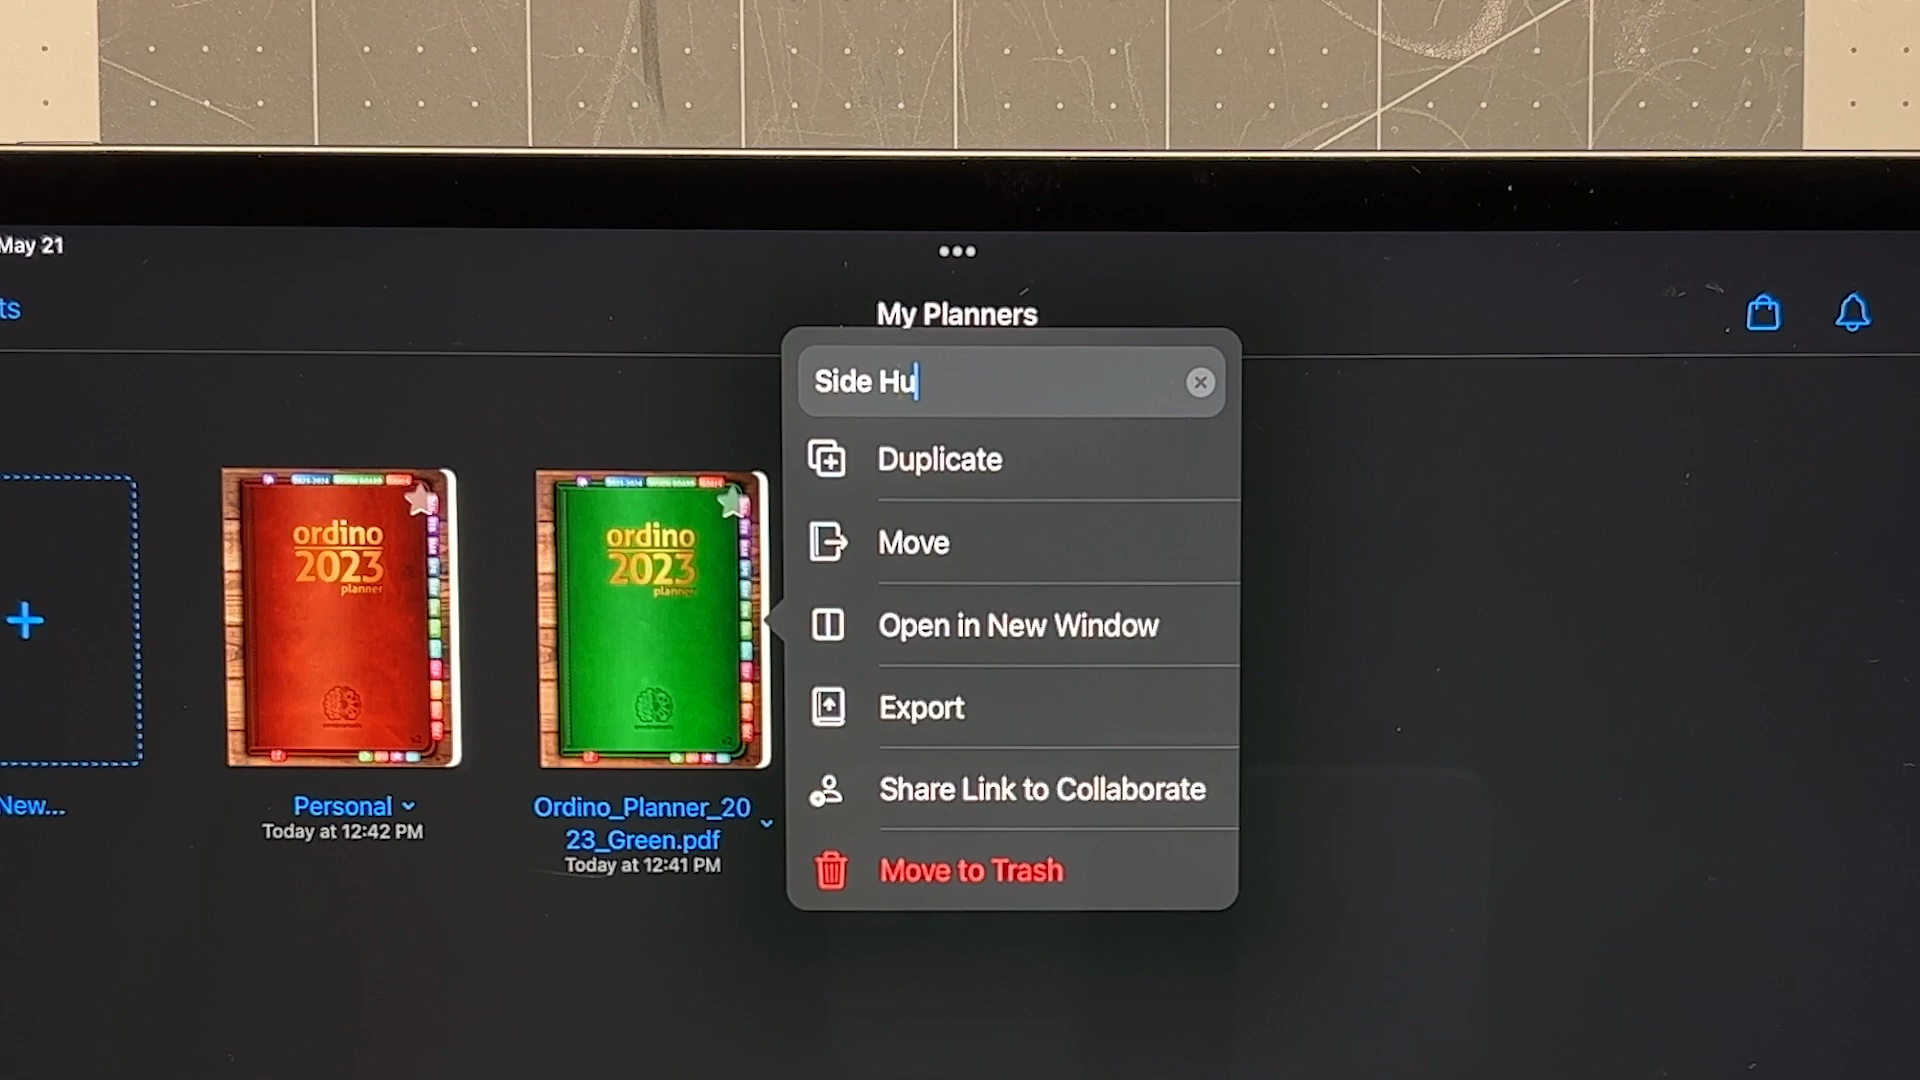 May 21
ts
My Planners
Side Hu
Duplicate
Move
Open in New Window
Export
Share Link to Collaborate
Move to Trash
ordino
2023
planner
ordino
2023
planner
New...
Personal
Today at 12:42 PM
Ordino_Planner_20
23_Green.pdf
Today at 12:41 PM